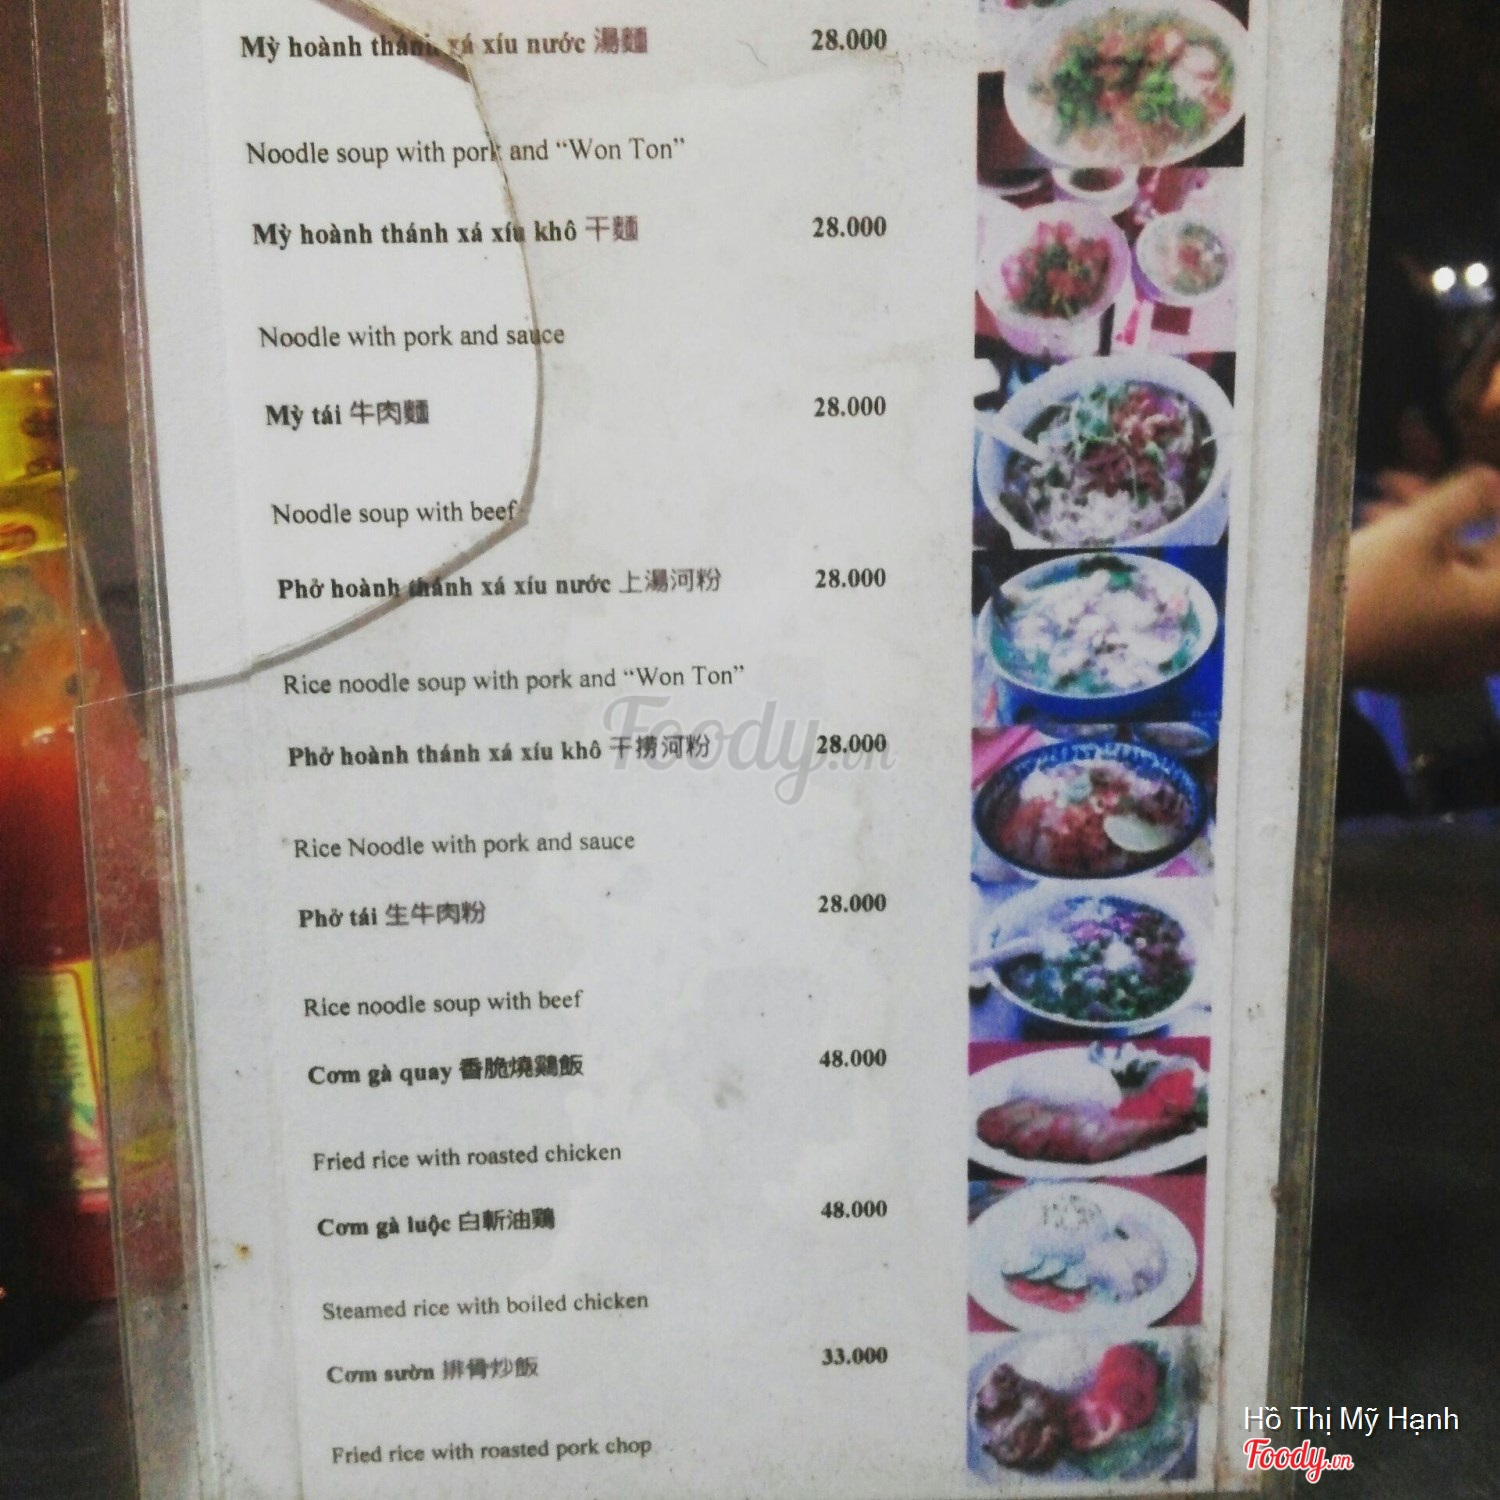 Mỳ hoành thánh xá xíu nước 湯麵 28.000
Noodle soup with pork and “Won Ton”
Mỳ hoành thánh xá xíu khô 干麵 28.000
Noodle with pork and sauce
Mỳ tái 牛肉麵 28.000
Noodle soup with beef
Phở hoành thánh xá xíu nước 上湯河粉 28.000
Rice noodle soup with pork and “Won Ton”
Phở hoành thánh xá xíu khô 干撈河粉 28.000
Foody.vn
Rice Noodle with pork and sauce
Phở tái 生牛肉粉 28.000
Rice noodle soup with beef
Cơm gà quay 香脆燒鷄飯 48.000
Fried rice with roasted chicken
Cơm gà luộc 白斬油鷄 48.000
Steamed rice with boiled chicken
Cơm sườn 排骨炒飯 33.000
Fried rice with roasted pork chop
Hồ Thị Mỹ Hạnh
Foody.vn